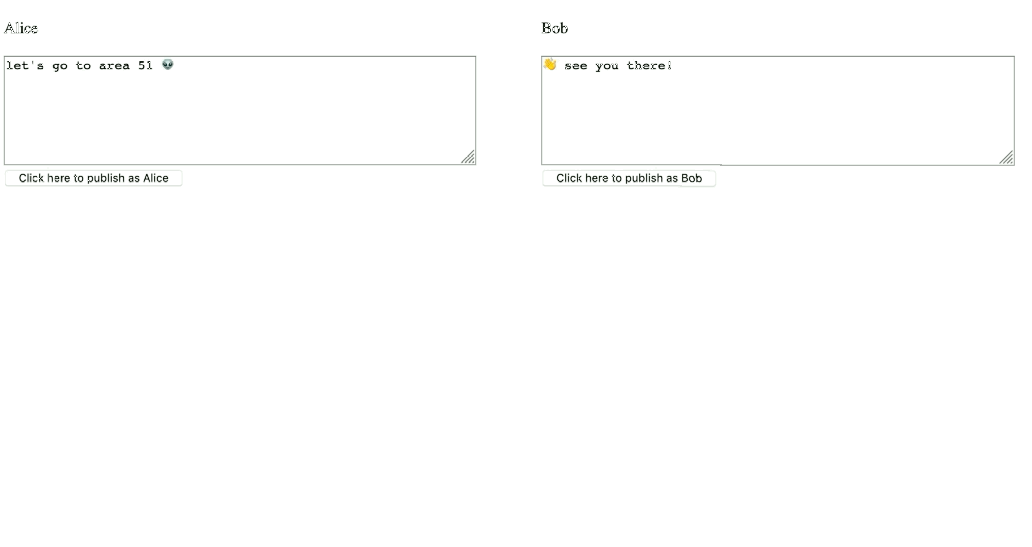 Alice
let's go to area 51 👽
Click here to publish as Alice
Bob
👋 see you there!
Click here to publish as Bob